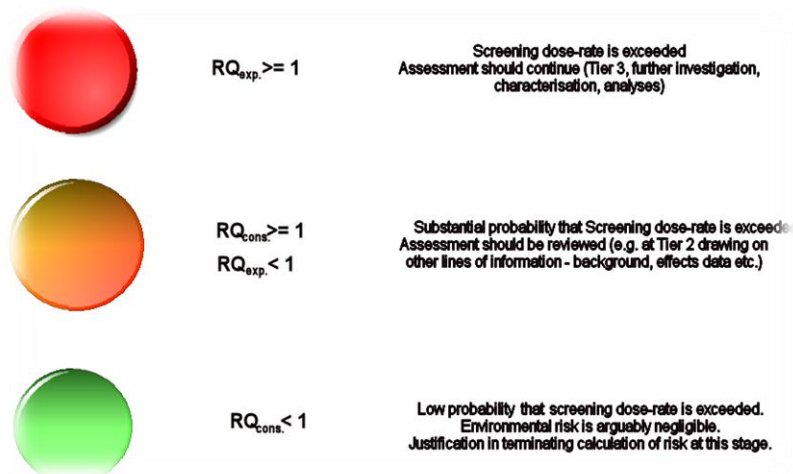 RQexp.>= 1
Screening dose-rate is exceeded
Assessment should continue (Tier 3, further investigation,
characterisation, analyses)
RQcons.>= 1
RQexp.< 1
Substantial probability that Screening dose-rate is exceede
Assessment should be reviewed (e.g. at Tier 2 drawing on
other lines of information - background, effects data etc.)
RQcons.< 1
Low probability that screening dose-rate is exceeded.
Environmental risk is arguably negligible.
Justification in terminating calculation of risk at this stage.